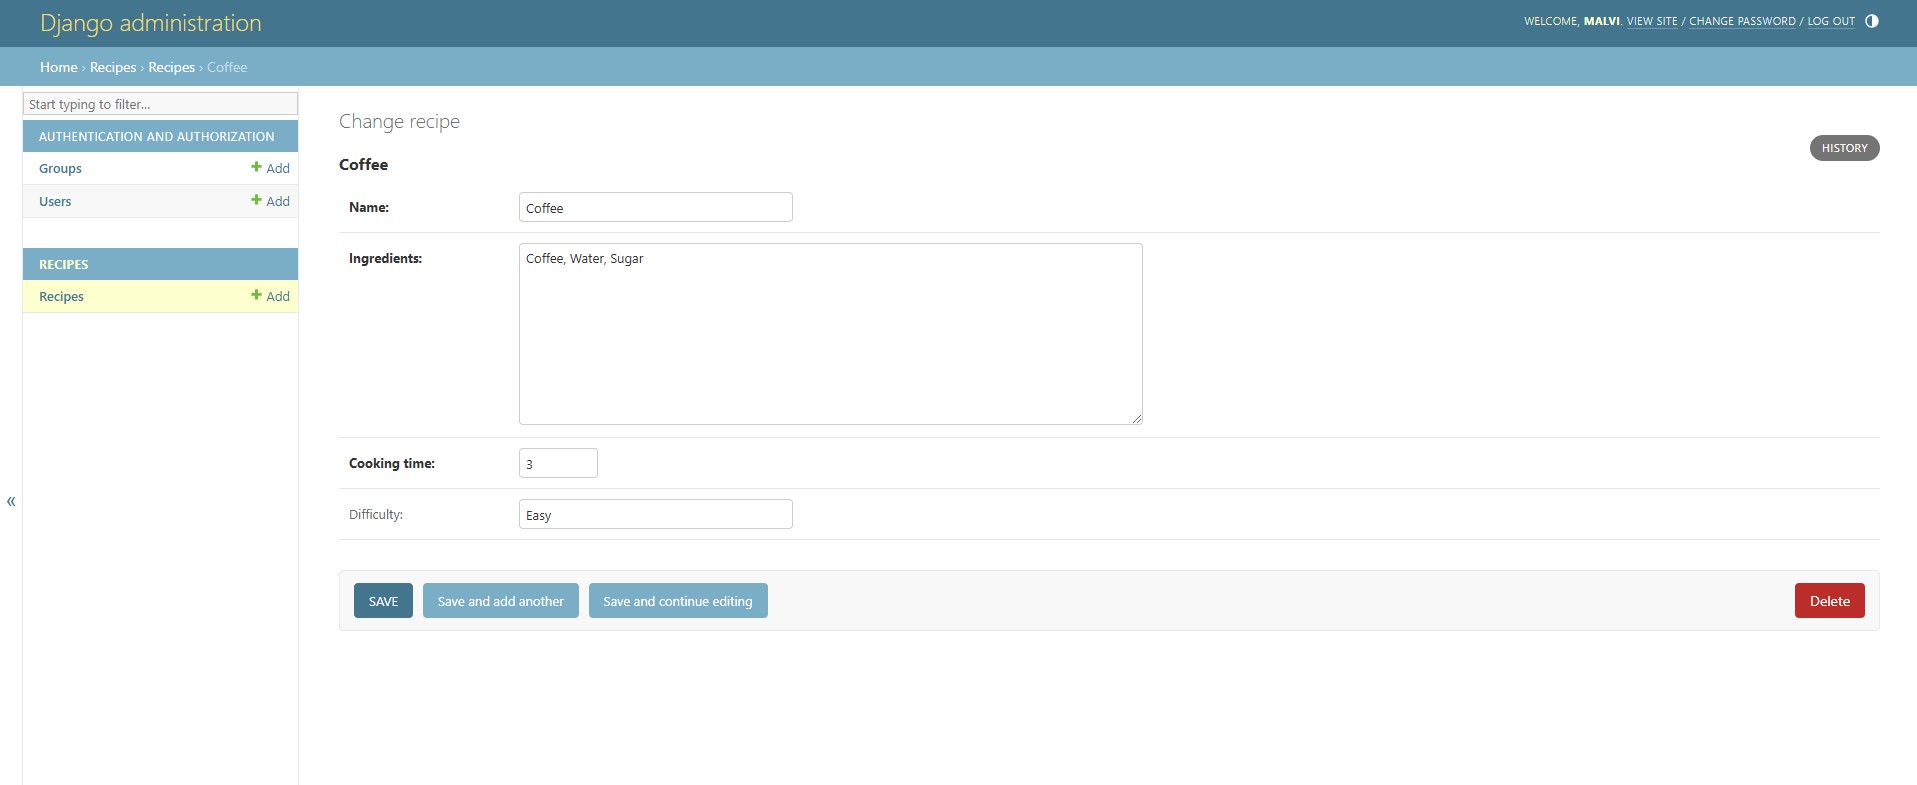 Django administration
WELCOME, MALVI. VIEW SITE / CHANGE PASSWORD / LOG OUT
Home › Recipes › Recipes › Coffee
Start typing to filter...
AUTHENTICATION AND AUTHORIZATION
Groups + Add
Users + Add
RECIPES
Recipes + Add
«
Change recipe
HISTORY
Coffee
Name: Coffee
Ingredients: Coffee, Water, Sugar
Cooking time: 3
Difficulty: Easy
SAVE Save and add another Save and continue editing Delete